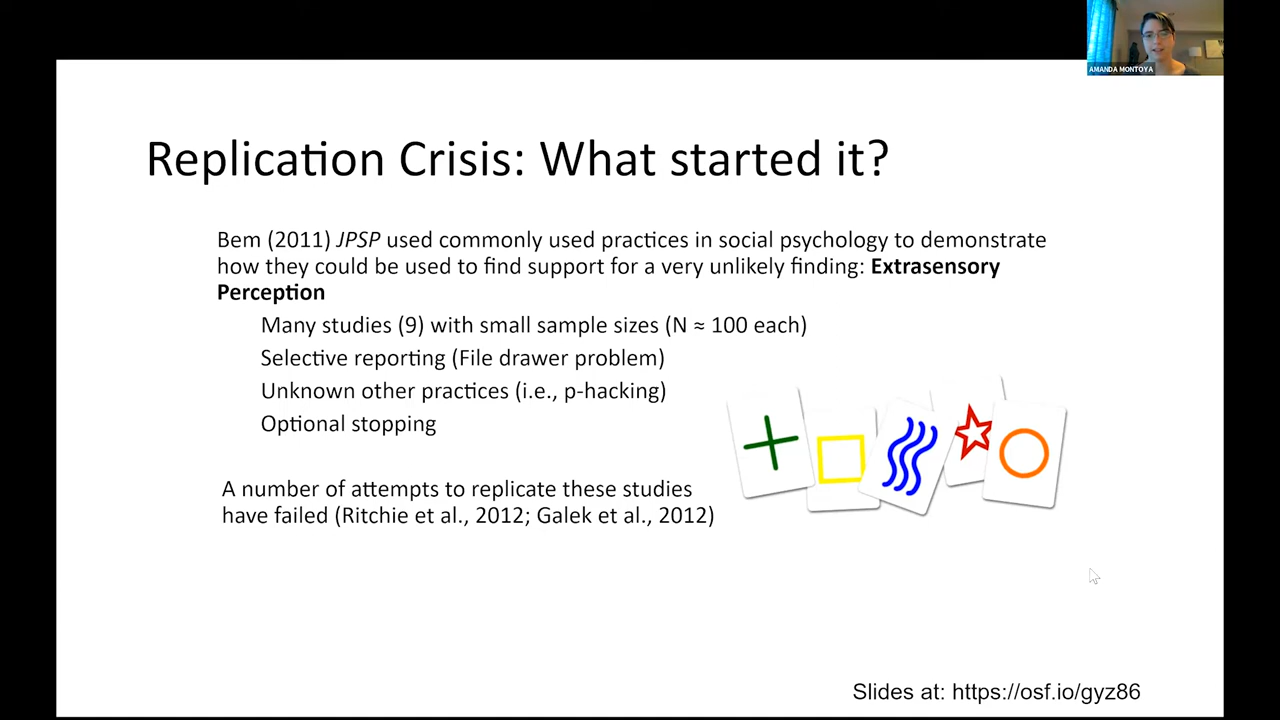 AMANDA MONTOYA
Replication Crisis: What started it?
Bem (2011) JPSP used commonly used practices in social psychology to demonstrate
how they could be used to find support for a very unlikely finding: Extrasensory
Perception
Many studies (9) with small sample sizes (N ≈ 100 each)
Selective reporting (File drawer problem)
Unknown other practices (i.e., p-hacking)
Optional stopping
A number of attempts to replicate these studies
have failed (Ritchie et al., 2012; Galek et al., 2012)
Slides at: https://osf.io/gyz86